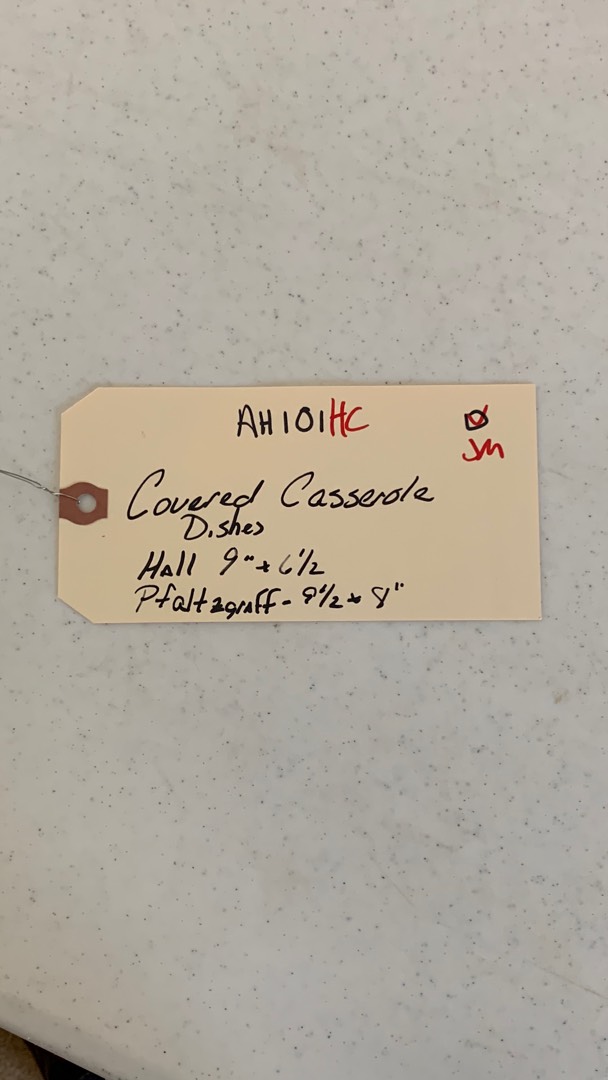 AH101HC
JM
Covered Casserole
Dishes
Hall 9" + 6 1/2
Pfaltzgraff - 9 1/2 + 8"